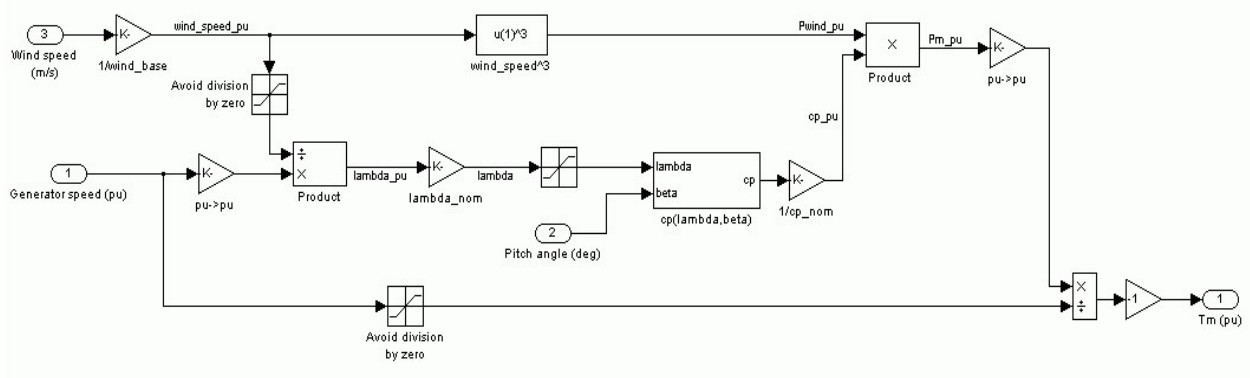 3
Wind speed
(m/s)
K-
1/wind_base
wind_speed_pu
Avoid division
by zero
u(1)^3
wind_speed^3
Pwind_pu
×
Product
Pm_pu
K-
pu->pu
cp_pu
1
Generator speed (pu)
K-
pu->pu
÷
×
Product
lambda_pu
K-
lambda_nom
lambda
lambda
beta
cp
cp(lambda,beta)
K-
1/cp_nom
2
Pitch angle (deg)
Avoid division
by zero
×
÷
-1
1
Tm (pu)